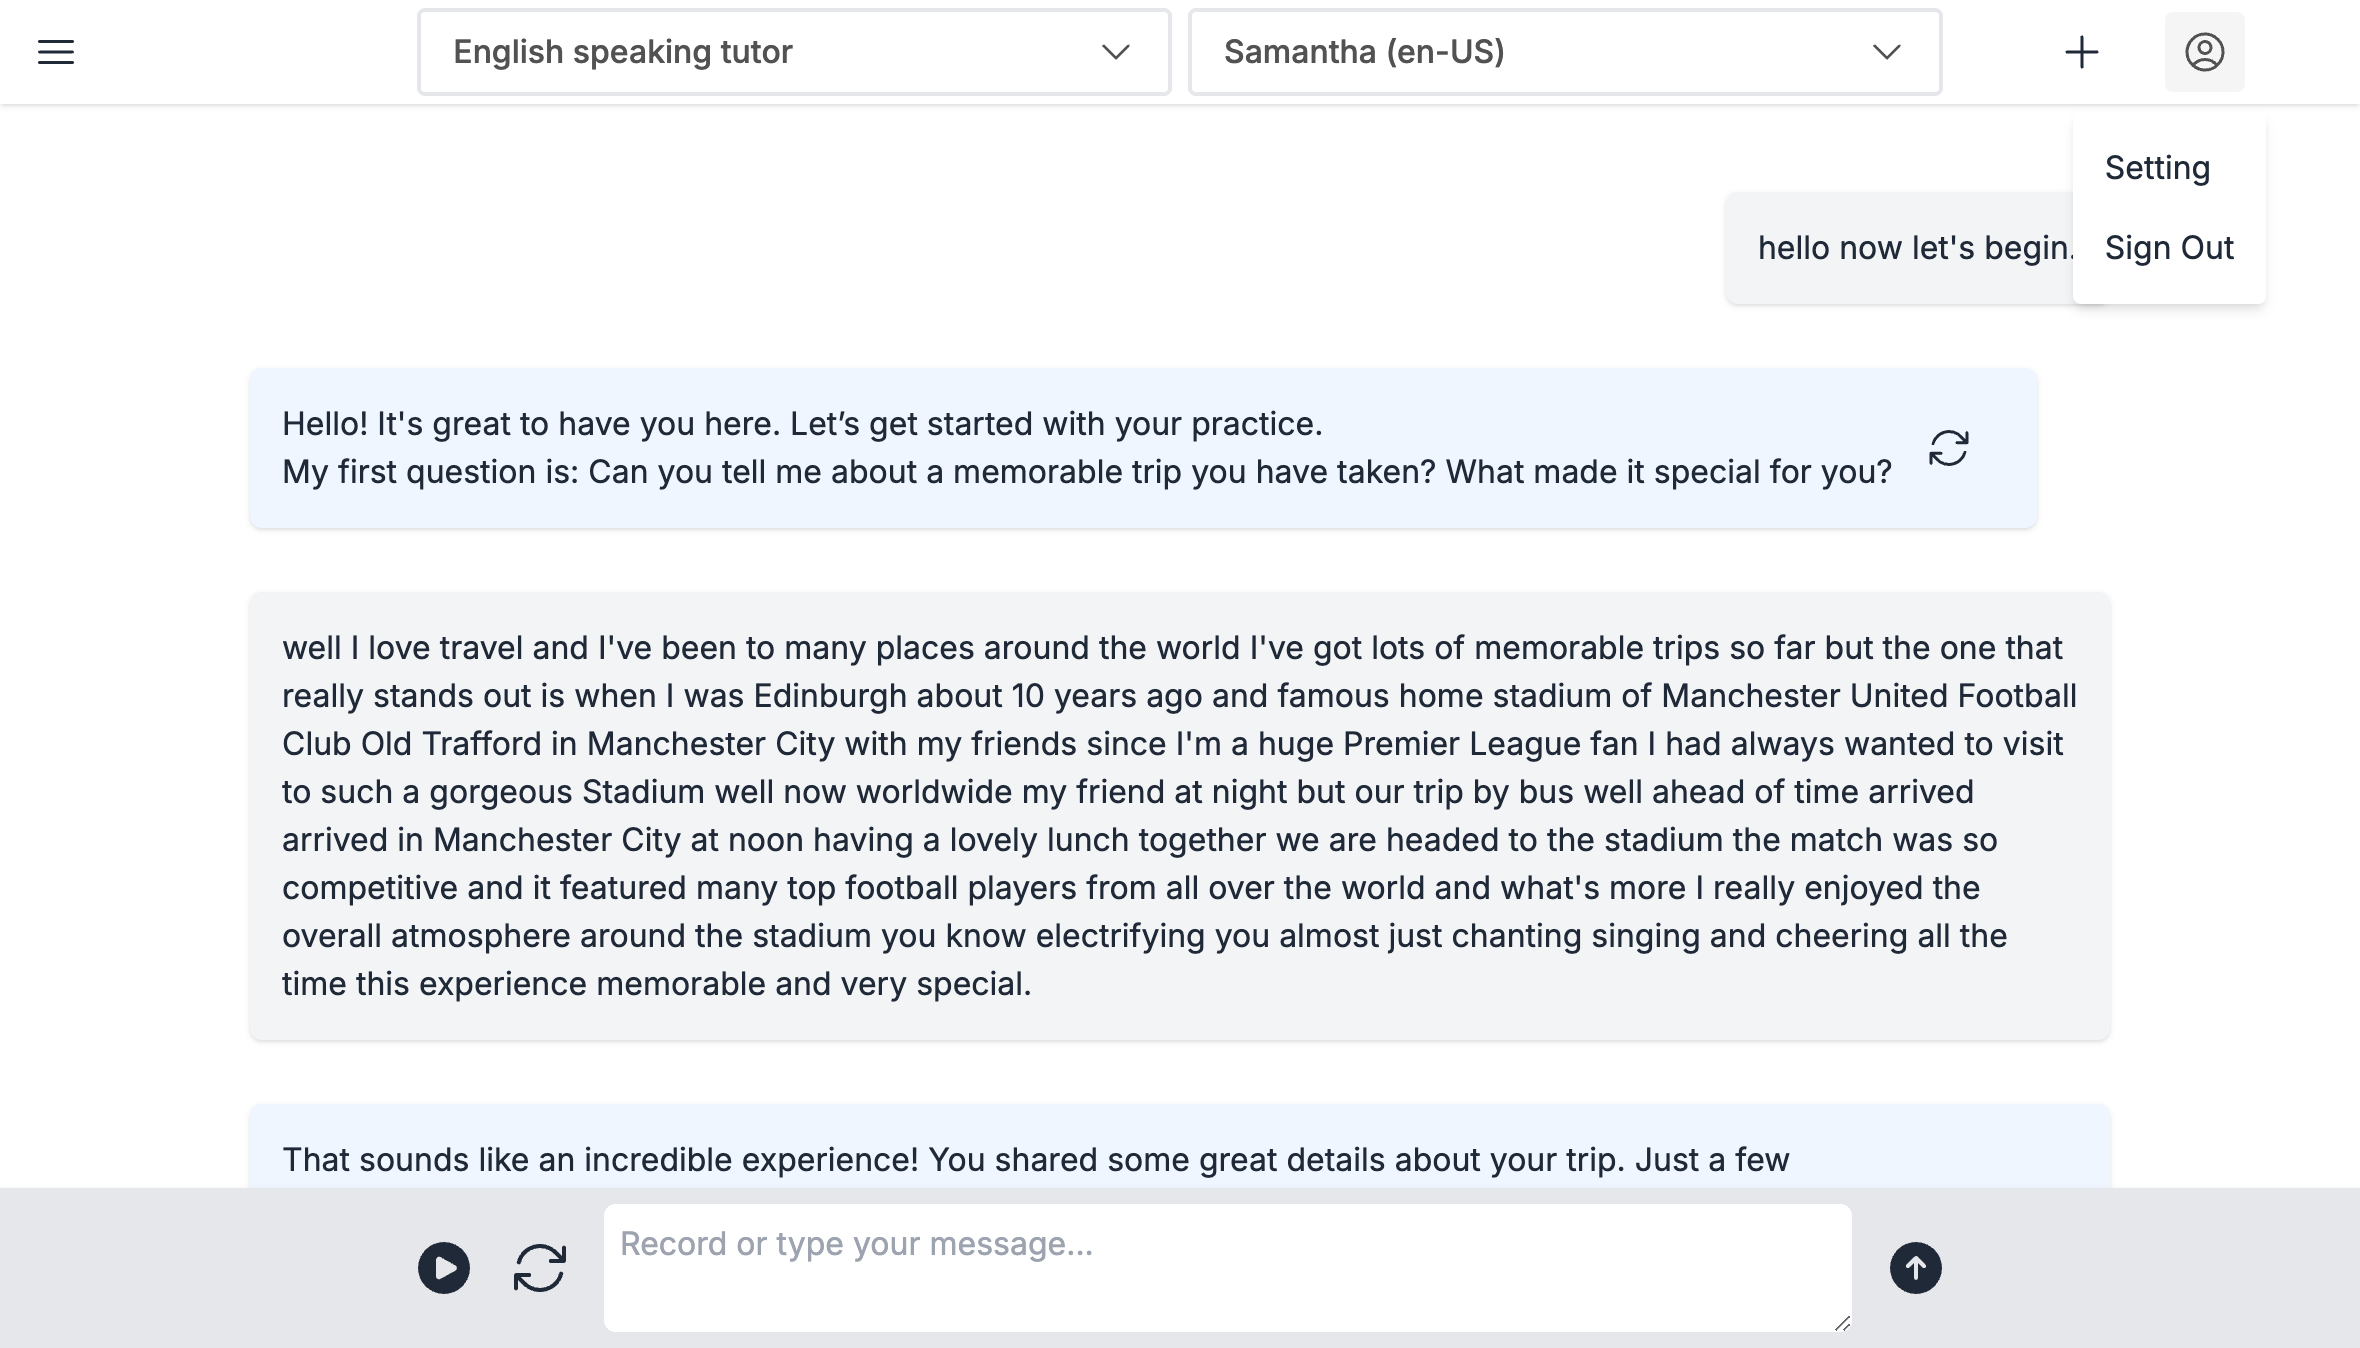 English speaking tutor
Samantha (en-US)
Setting
Sign Out
hello now let's begin.
Hello! It's great to have you here. Let’s get started with your practice.
My first question is: Can you tell me about a memorable trip you have taken? What made it special for you?
well I love travel and I've been to many places around the world I've got lots of memorable trips so far but the one that
really stands out is when I was Edinburgh about 10 years ago and famous home stadium of Manchester United Football
Club Old Trafford in Manchester City with my friends since I'm a huge Premier League fan I had always wanted to visit
to such a gorgeous Stadium well now worldwide my friend at night but our trip by bus well ahead of time arrived
arrived in Manchester City at noon having a lovely lunch together we are headed to the stadium the match was so
competitive and it featured many top football players from all over the world and what's more I really enjoyed the
overall atmosphere around the stadium you know electrifying you almost just chanting singing and cheering all the
time this experience memorable and very special.
That sounds like an incredible experience! You shared some great details about your trip. Just a few
Record or type your message...